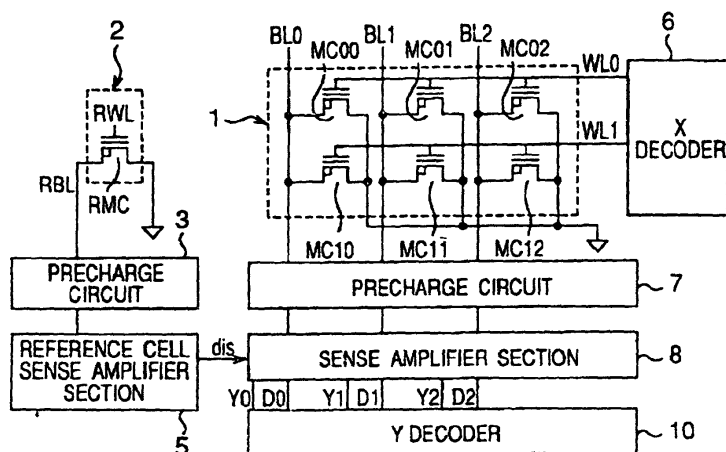 2
BL0 BL1 BL2 6
MC00 MC01 MC02
WL0
1
RWL
WL1
X
DECODER
RBL
RMC
3
MC10 MC11 MC12
PRECHARGE
CIRCUIT
PRECHARGE CIRCUIT 7
REFERENCE CELL
SENSE AMPLIFIER
SECTION
dis
SENSE AMPLIFIER SECTION 8
Y0 D0 Y1 D1 Y2 D2
5
Y DECODER 10